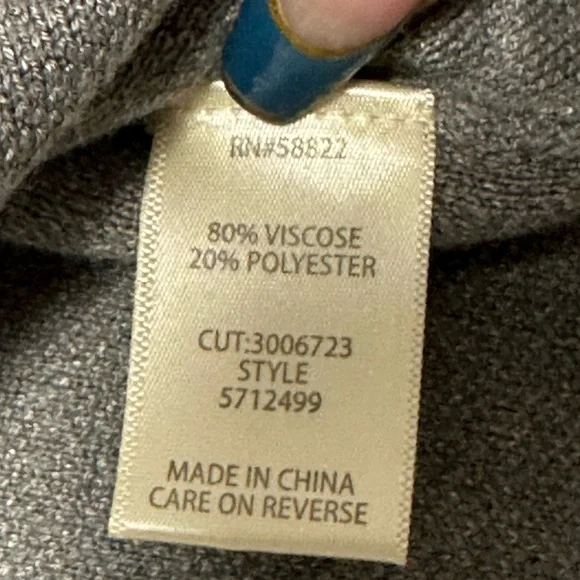 RN#58822
80% VISCOSE
20% POLYESTER
CUT:3006723
STYLE
5712499
MADE IN CHINA
CARE ON REVERSE